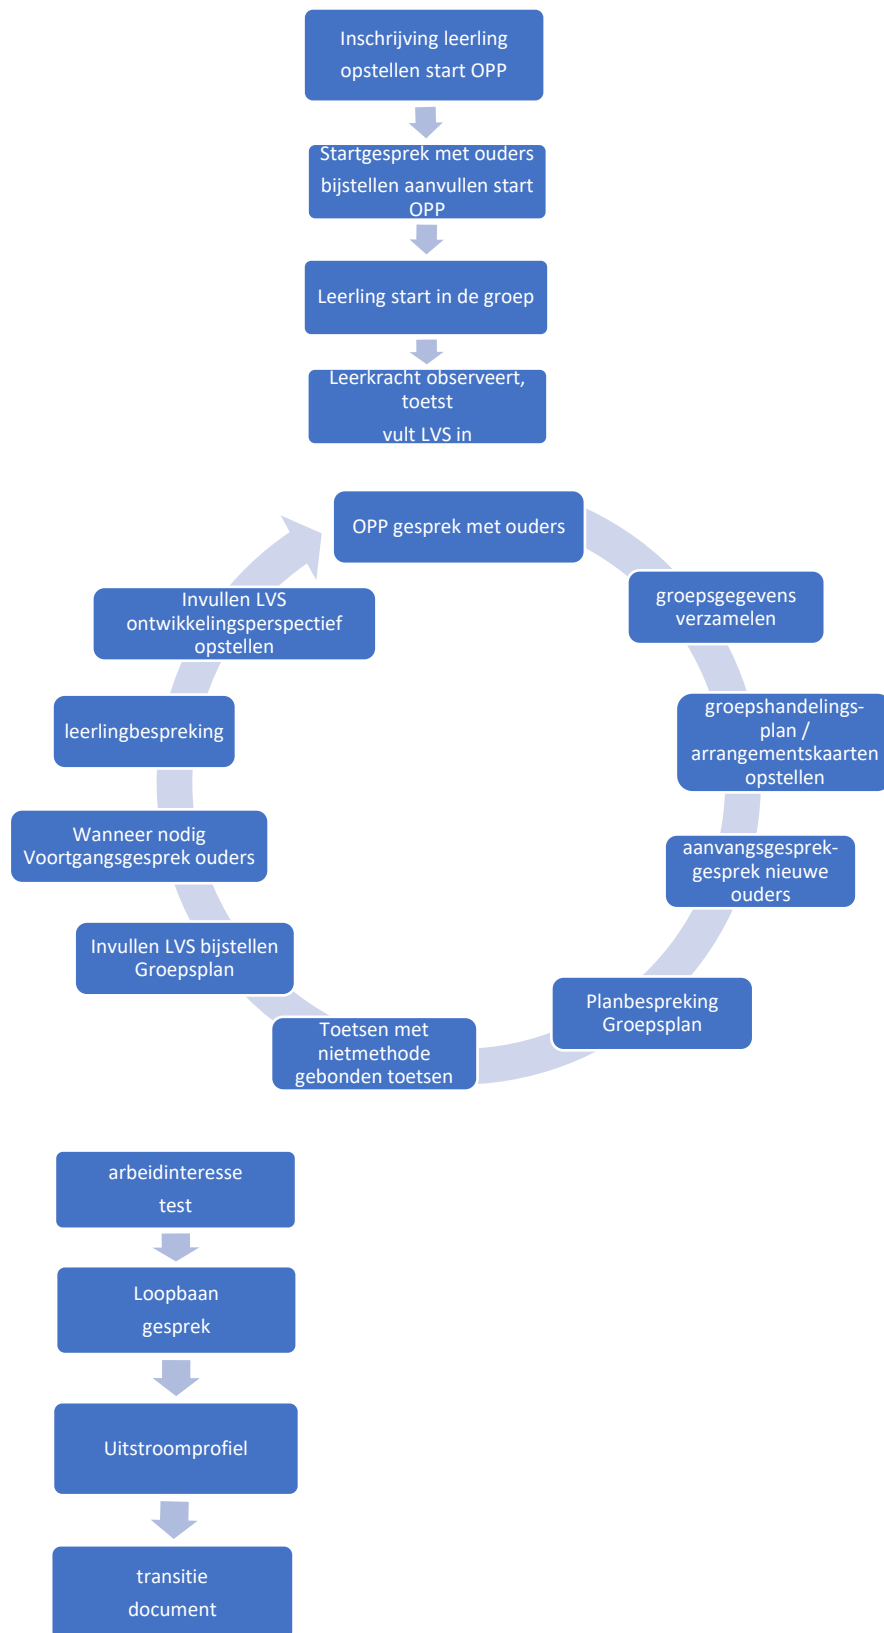 Inschrijving leerling
opstellen start OPP
Startgesprek met ouders
bijstellen aanvullen start
OPP
Leerling start in de groep
Leerkracht observeert,
toetst
vult LVS in
OPP gesprek met ouders
groepsgegevens
verzamelen
groepshandelings-
plan /
arrangementskaarten
opstellen
aanvangsgesprek-
gesprek nieuwe
ouders
Planbespreking
Groepsplan
Toetsen met
nietmethode
gebonden toetsen
Invullen LVS bijstellen
Groepsplan
Wanneer nodig
Voortgangsgesprek ouders
leerlingbespreking
Invullen LVS
ontwikkelingsperspectief
opstellen
arbeidinteresse
test
Loopbaan
gesprek
Uitstroomprofiel
transitie
document